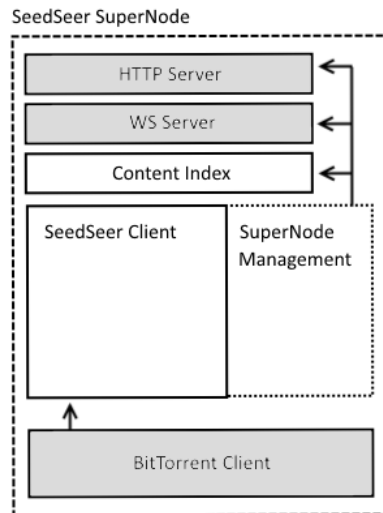 SeedSeer SuperNode
HTTP Server
WS Server
Content Index
SeedSeer Client
SuperNode
Management
BitTorrent Client